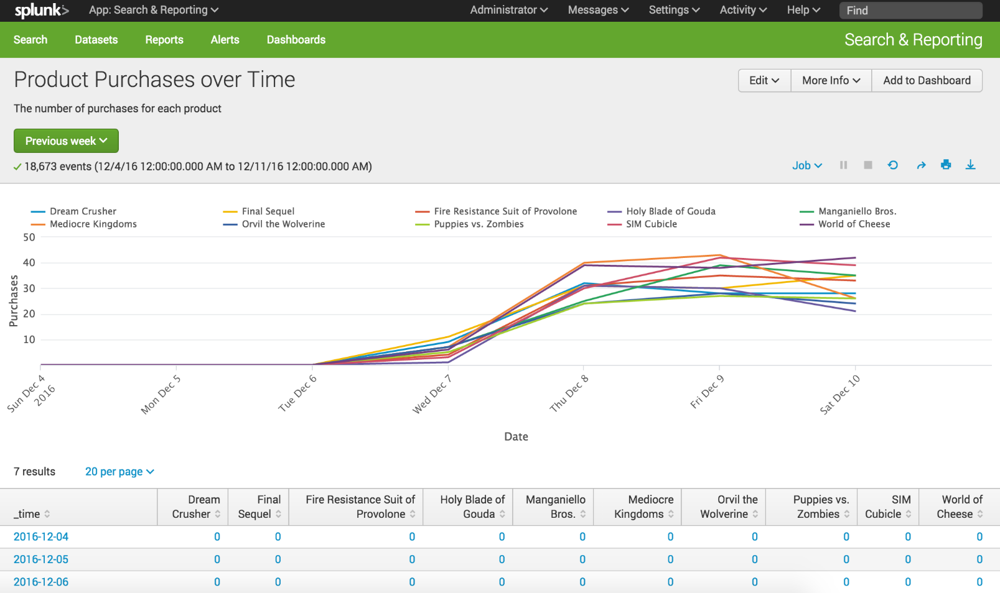 splunk> App: Search & Reporting Administrator Messages Settings Activity Help Find
Search Datasets Reports Alerts Dashboards Search & Reporting
Product Purchases over Time Edit More Info Add to Dashboard
The number of purchases for each product
Previous week
18,673 events (12/4/16 12:00:00.000 AM to 12/11/16 12:00:00.000 AM) Job
Dream Crusher Final Sequel Fire Resistance Suit of Provolone Holy Blade of Gouda Manganiello Bros.
Mediocre Kingdoms Orvil the Wolverine Puppies vs. Zombies SIM Cubicle World of Cheese
50
40
30
20
10
Purchases
Sun Dec 4
2016
Mon Dec 5
Tue Dec 6
Wed Dec 7
Thu Dec 8
Fri Dec 9
Sat Dec 10
Date
7 results 20 per page
_time Dream Crusher Final Sequel Fire Resistance Suit of Provolone Holy Blade of Gouda Manganiello Bros. Mediocre Kingdoms Orvil the Wolverine Puppies vs. Zombies SIM Cubicle World of Cheese
2016-12-04 0 0 0 0 0 0 0 0 0 0
2016-12-05 0 0 0 0 0 0 0 0 0 0
2016-12-06 0 0 0 0 0 0 0 0 0 0